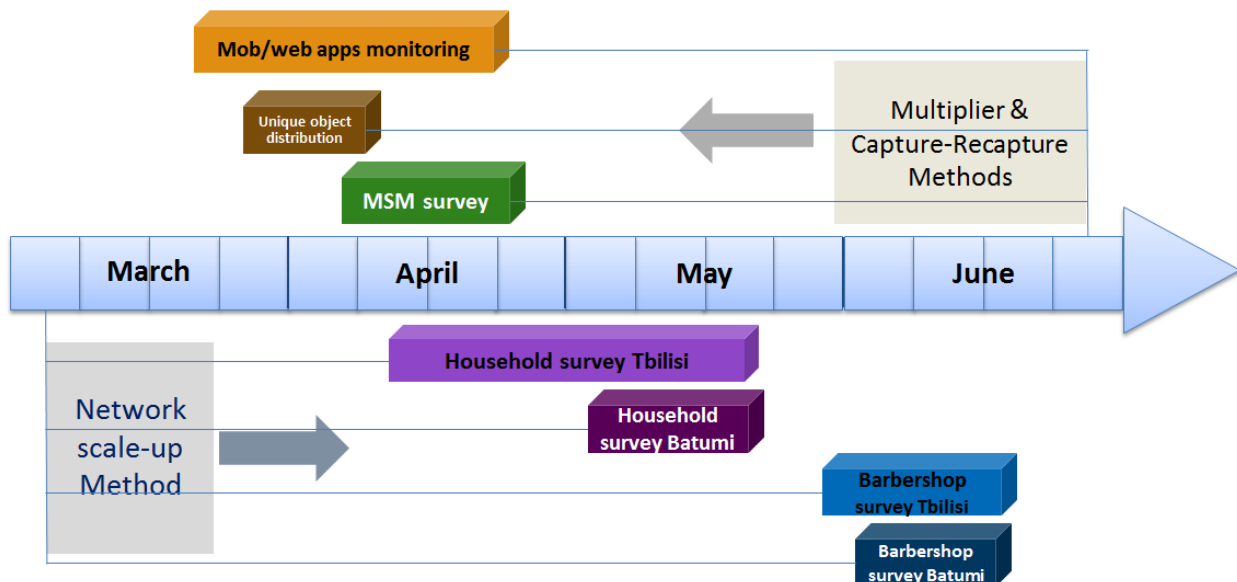 Mob/web apps monitoring
Unique object
distribution
MSM survey
Multiplier &
Capture-Recapture
Methods
March
April
May
June
Network
scale-up
Method
Household survey Tbilisi
Household
survey Batumi
Barbershop
survey Tbilisi
Barbershop
survey Batumi